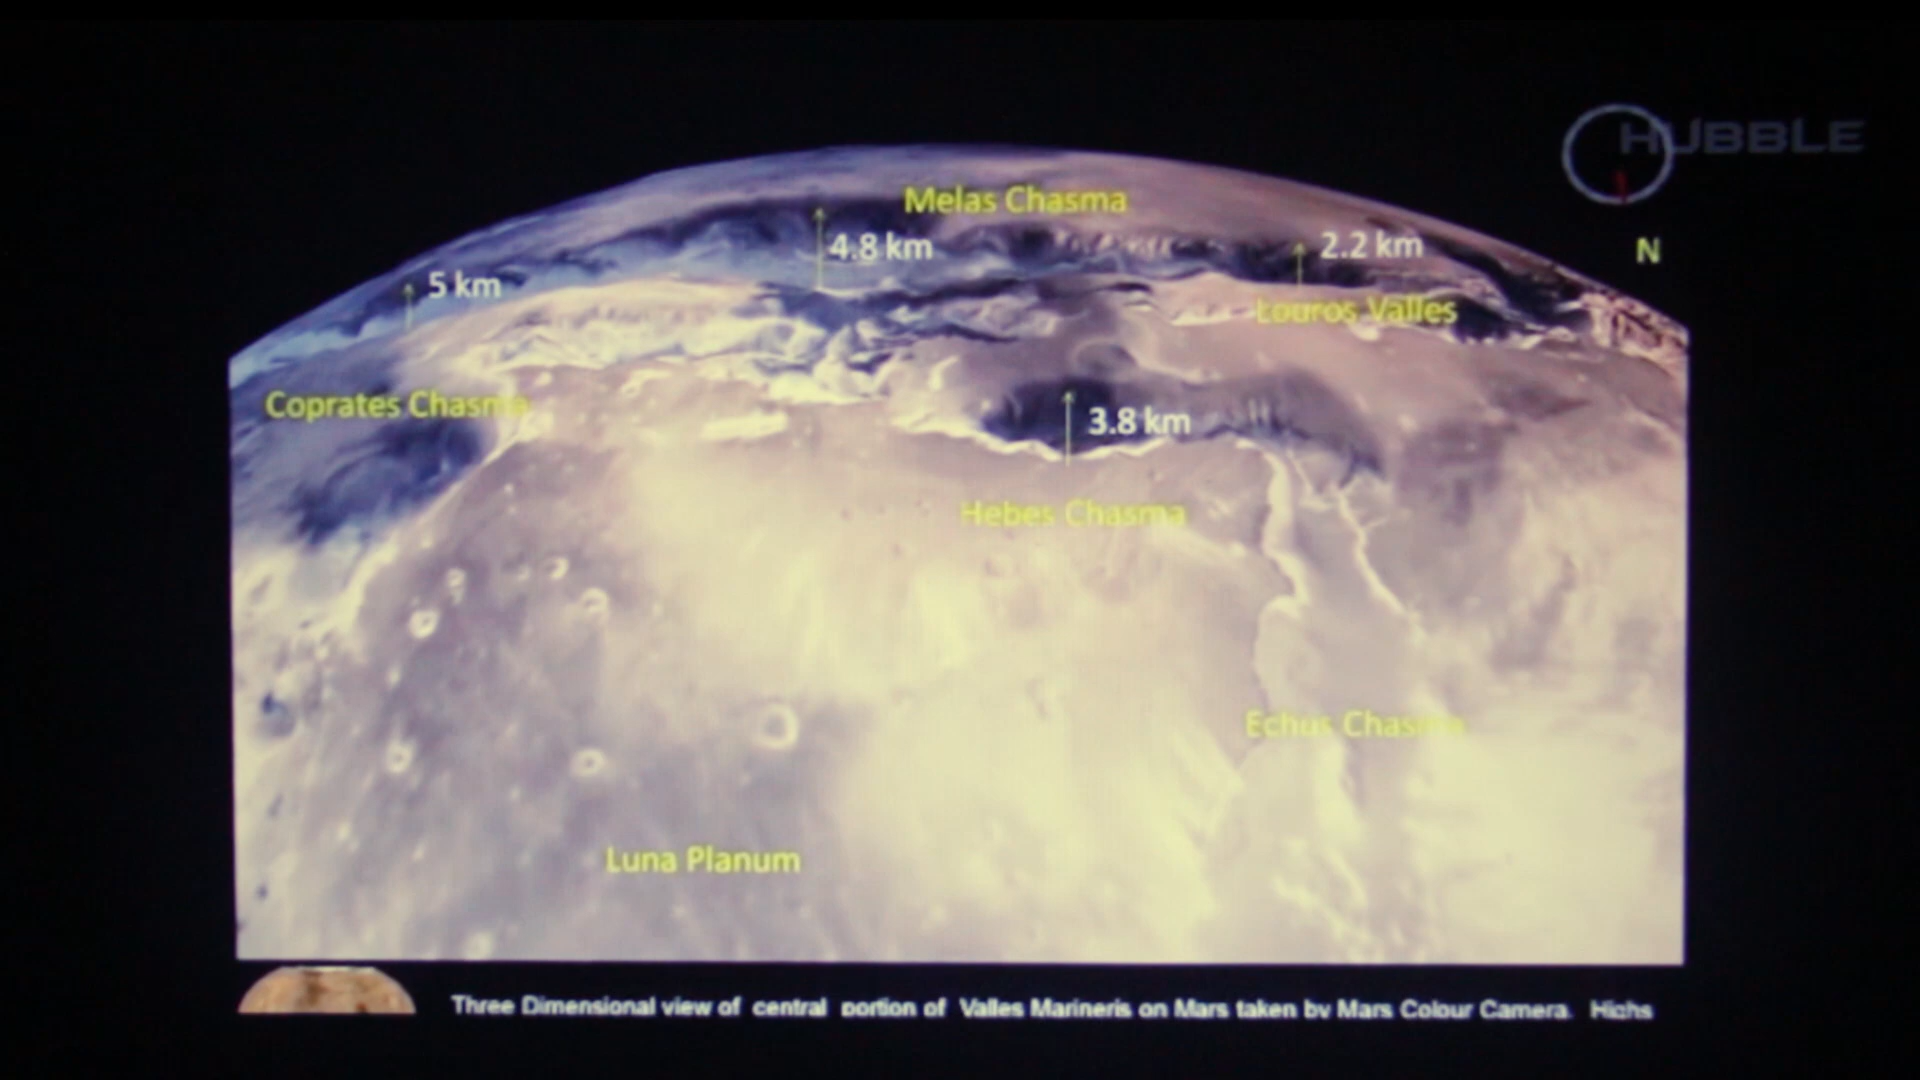 HUBBLE
Melas Chasma
4.8 km
2.2 km
N
5 km
Louros Valles
Coprates Chasma
3.8 km
Hebes Chasma
Echus Chasma
Luna Planum
Three Dimensional view of central portion of Valles Marineris on Mars taken by Mars Colour Camera. Highs